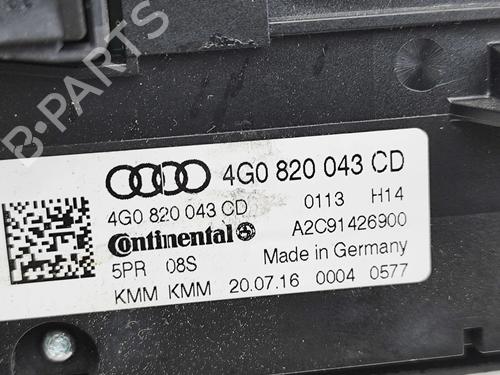 B-PARTS
4G0 820 043 CD
4G0 820 043 CD 0113 H14
Continental A2C91426900
5PR 08S Made in Germany
KMM KMM 20.07.16 0004 0577